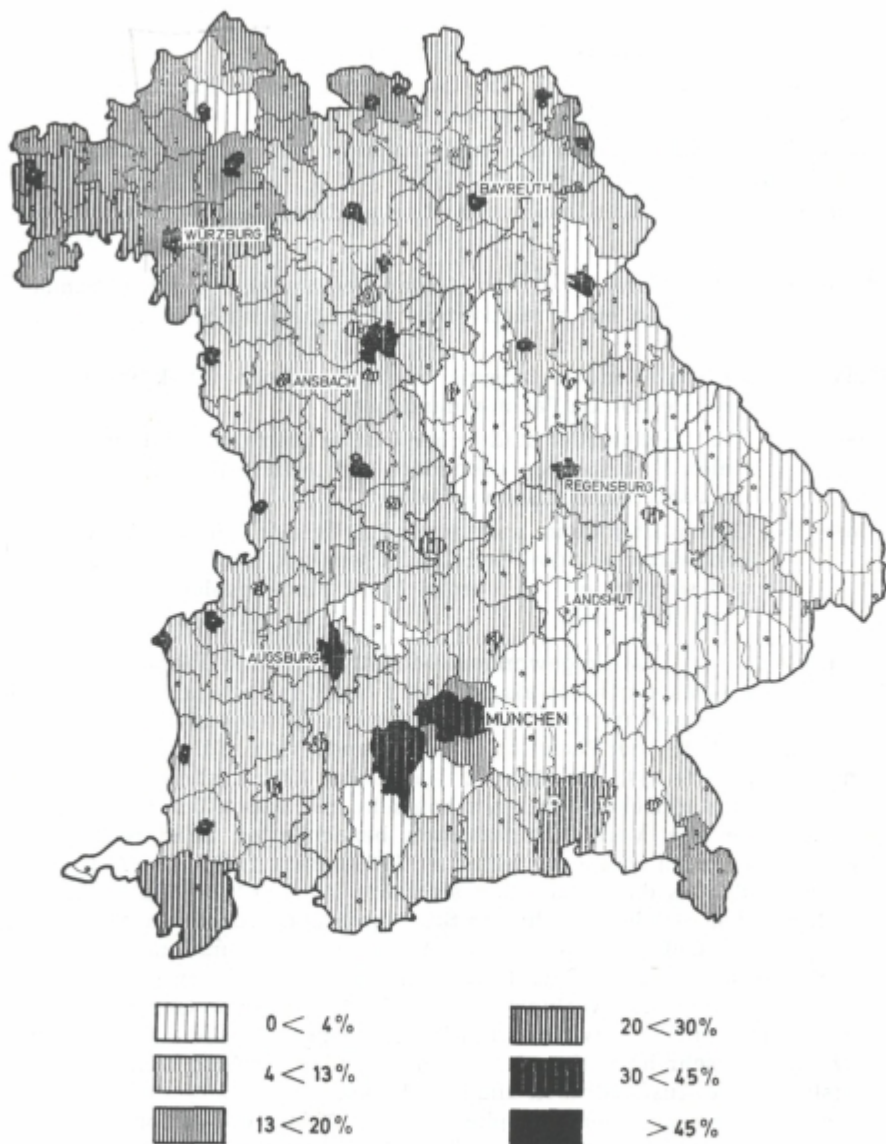 BAYREUTH
WÜRZBURG
ANSBACH
REGENSBURG
LANDSHUT
AUGSBURG
MÜNCHEN
0 < 4%
20 < 30%
4 < 13%
30 < 45%
13 < 20%
> 45%